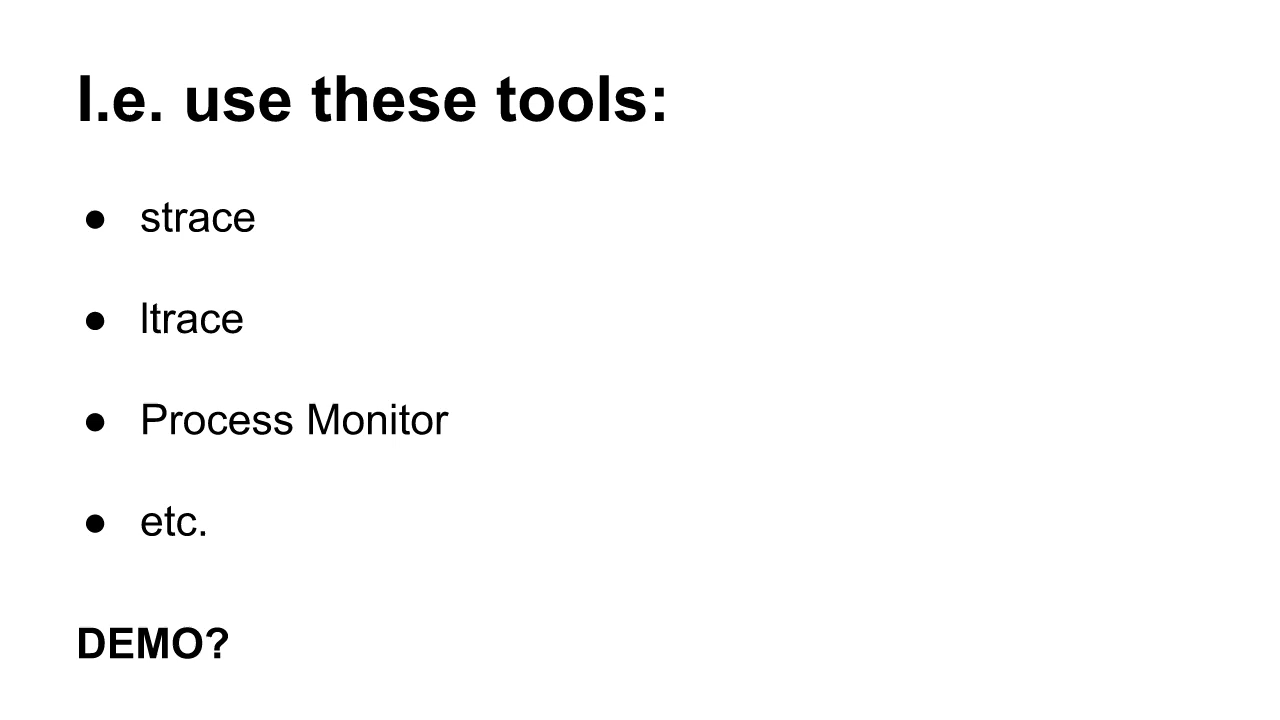 I.e. use these tools:
● strace
● ltrace
● Process Monitor
● etc.
DEMO?